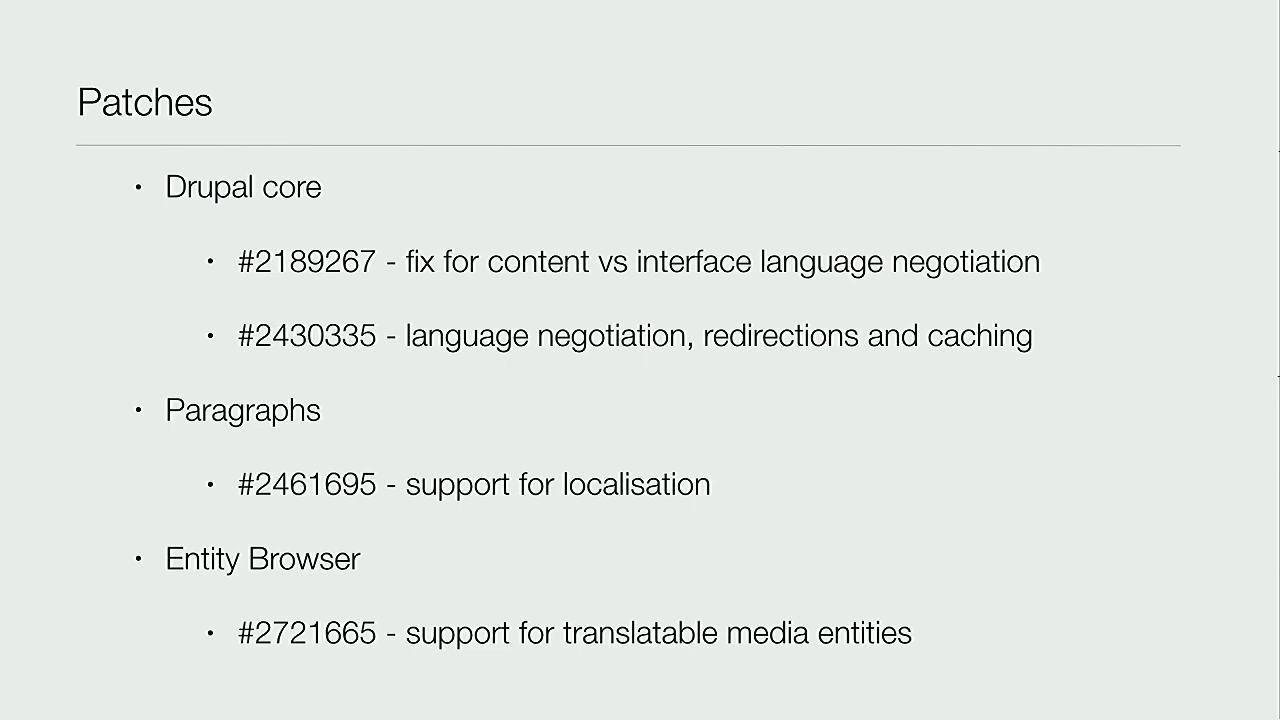 Patches
• Drupal core
• #2189267 - fix for content vs interface language negotiation
• #2430335 - language negotiation, redirections and caching
• Paragraphs
• #2461695 - support for localisation
• Entity Browser
• #2721665 - support for translatable media entities